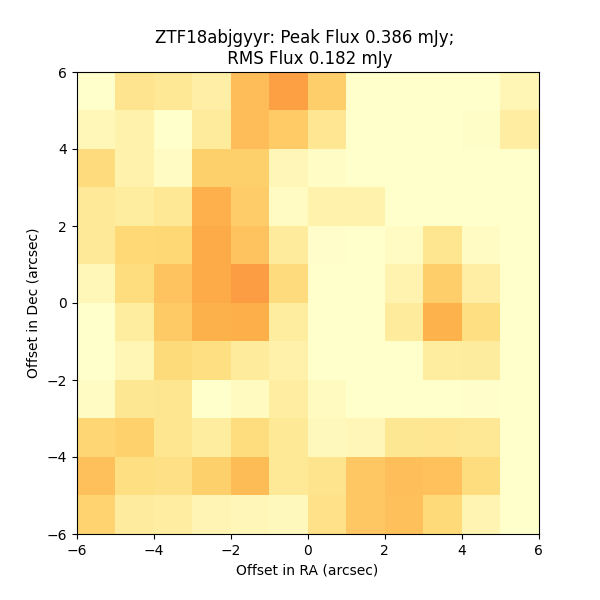 ZTF18abjgyyr: Peak Flux 0.386 mJy;
RMS Flux 0.182 mJy
6
4
2
0
−2
−4
−6
Offset in Dec (arcsec)
−6 −4 −2 0 2 4 6
Offset in RA (arcsec)